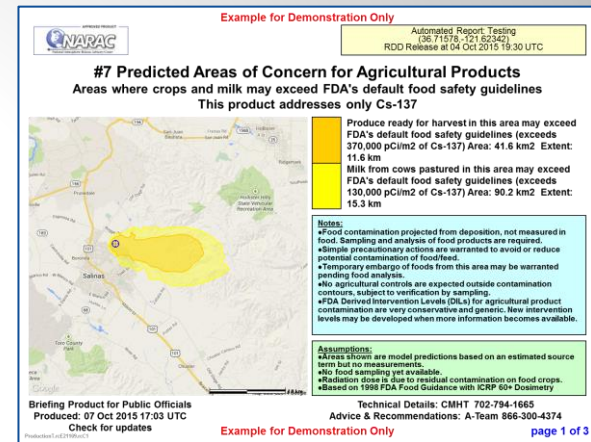 Example for Demonstration Only
APPROVED PRODUCT
NARAC
Automated Report: Testing
(36.71578,-121.62342)
RDD Release at 04 Oct 2015 19:30 UTC
#7 Predicted Areas of Concern for Agricultural Products
Areas where crops and milk may exceed FDA's default food safety guidelines
This product addresses only Cs-137
Produce ready for harvest in this area may exceed
FDA's default food safety guidelines (exceeds
370,000 pCi/m2 of Cs-137) Area: 41.6 km2 Extent:
11.6 km
Milk from cows pastured in this area may exceed
FDA's default food safety guidelines (exceeds
130,000 pCi/m2 of Cs-137) Area: 90.2 km2 Extent:
15.3 km
Prunedale
Salinas
Toro County
Park
Google
Notes:
●Food contamination projected from deposition, not measured in
food. Sampling and analysis of food products are required.
●Simple precautionary actions are warranted to avoid or reduce
potential contamination of food/feed.
●Temporary embargo of foods from this area may be warranted
pending food analysis.
●No agricultural controls are expected outside contamination
contours, subject to verification by sampling.
●FDA Derived Intervention Levels (DILs) for agricultural product
contamination are very conservative and generic. New intervention
levels may be developed when more information becomes available.
Assumptions:
●Areas shown are model predictions based on an estimated source
term but no measurements.
●No food sampling yet available.
●Radiation dose is due to residual contamination on food crops.
●Based on 1998 FDA Food Guidance with ICRP 60+ Dosimetry
Briefing Product for Public Officials
Produced: 07 Oct 2015 17:03 UTC
Check for updates
Technical Details: CMHT 702-794-1665
Advice & Recommendations: A-Team 866-300-4374
Example for Demonstration Only
page 1 of 3